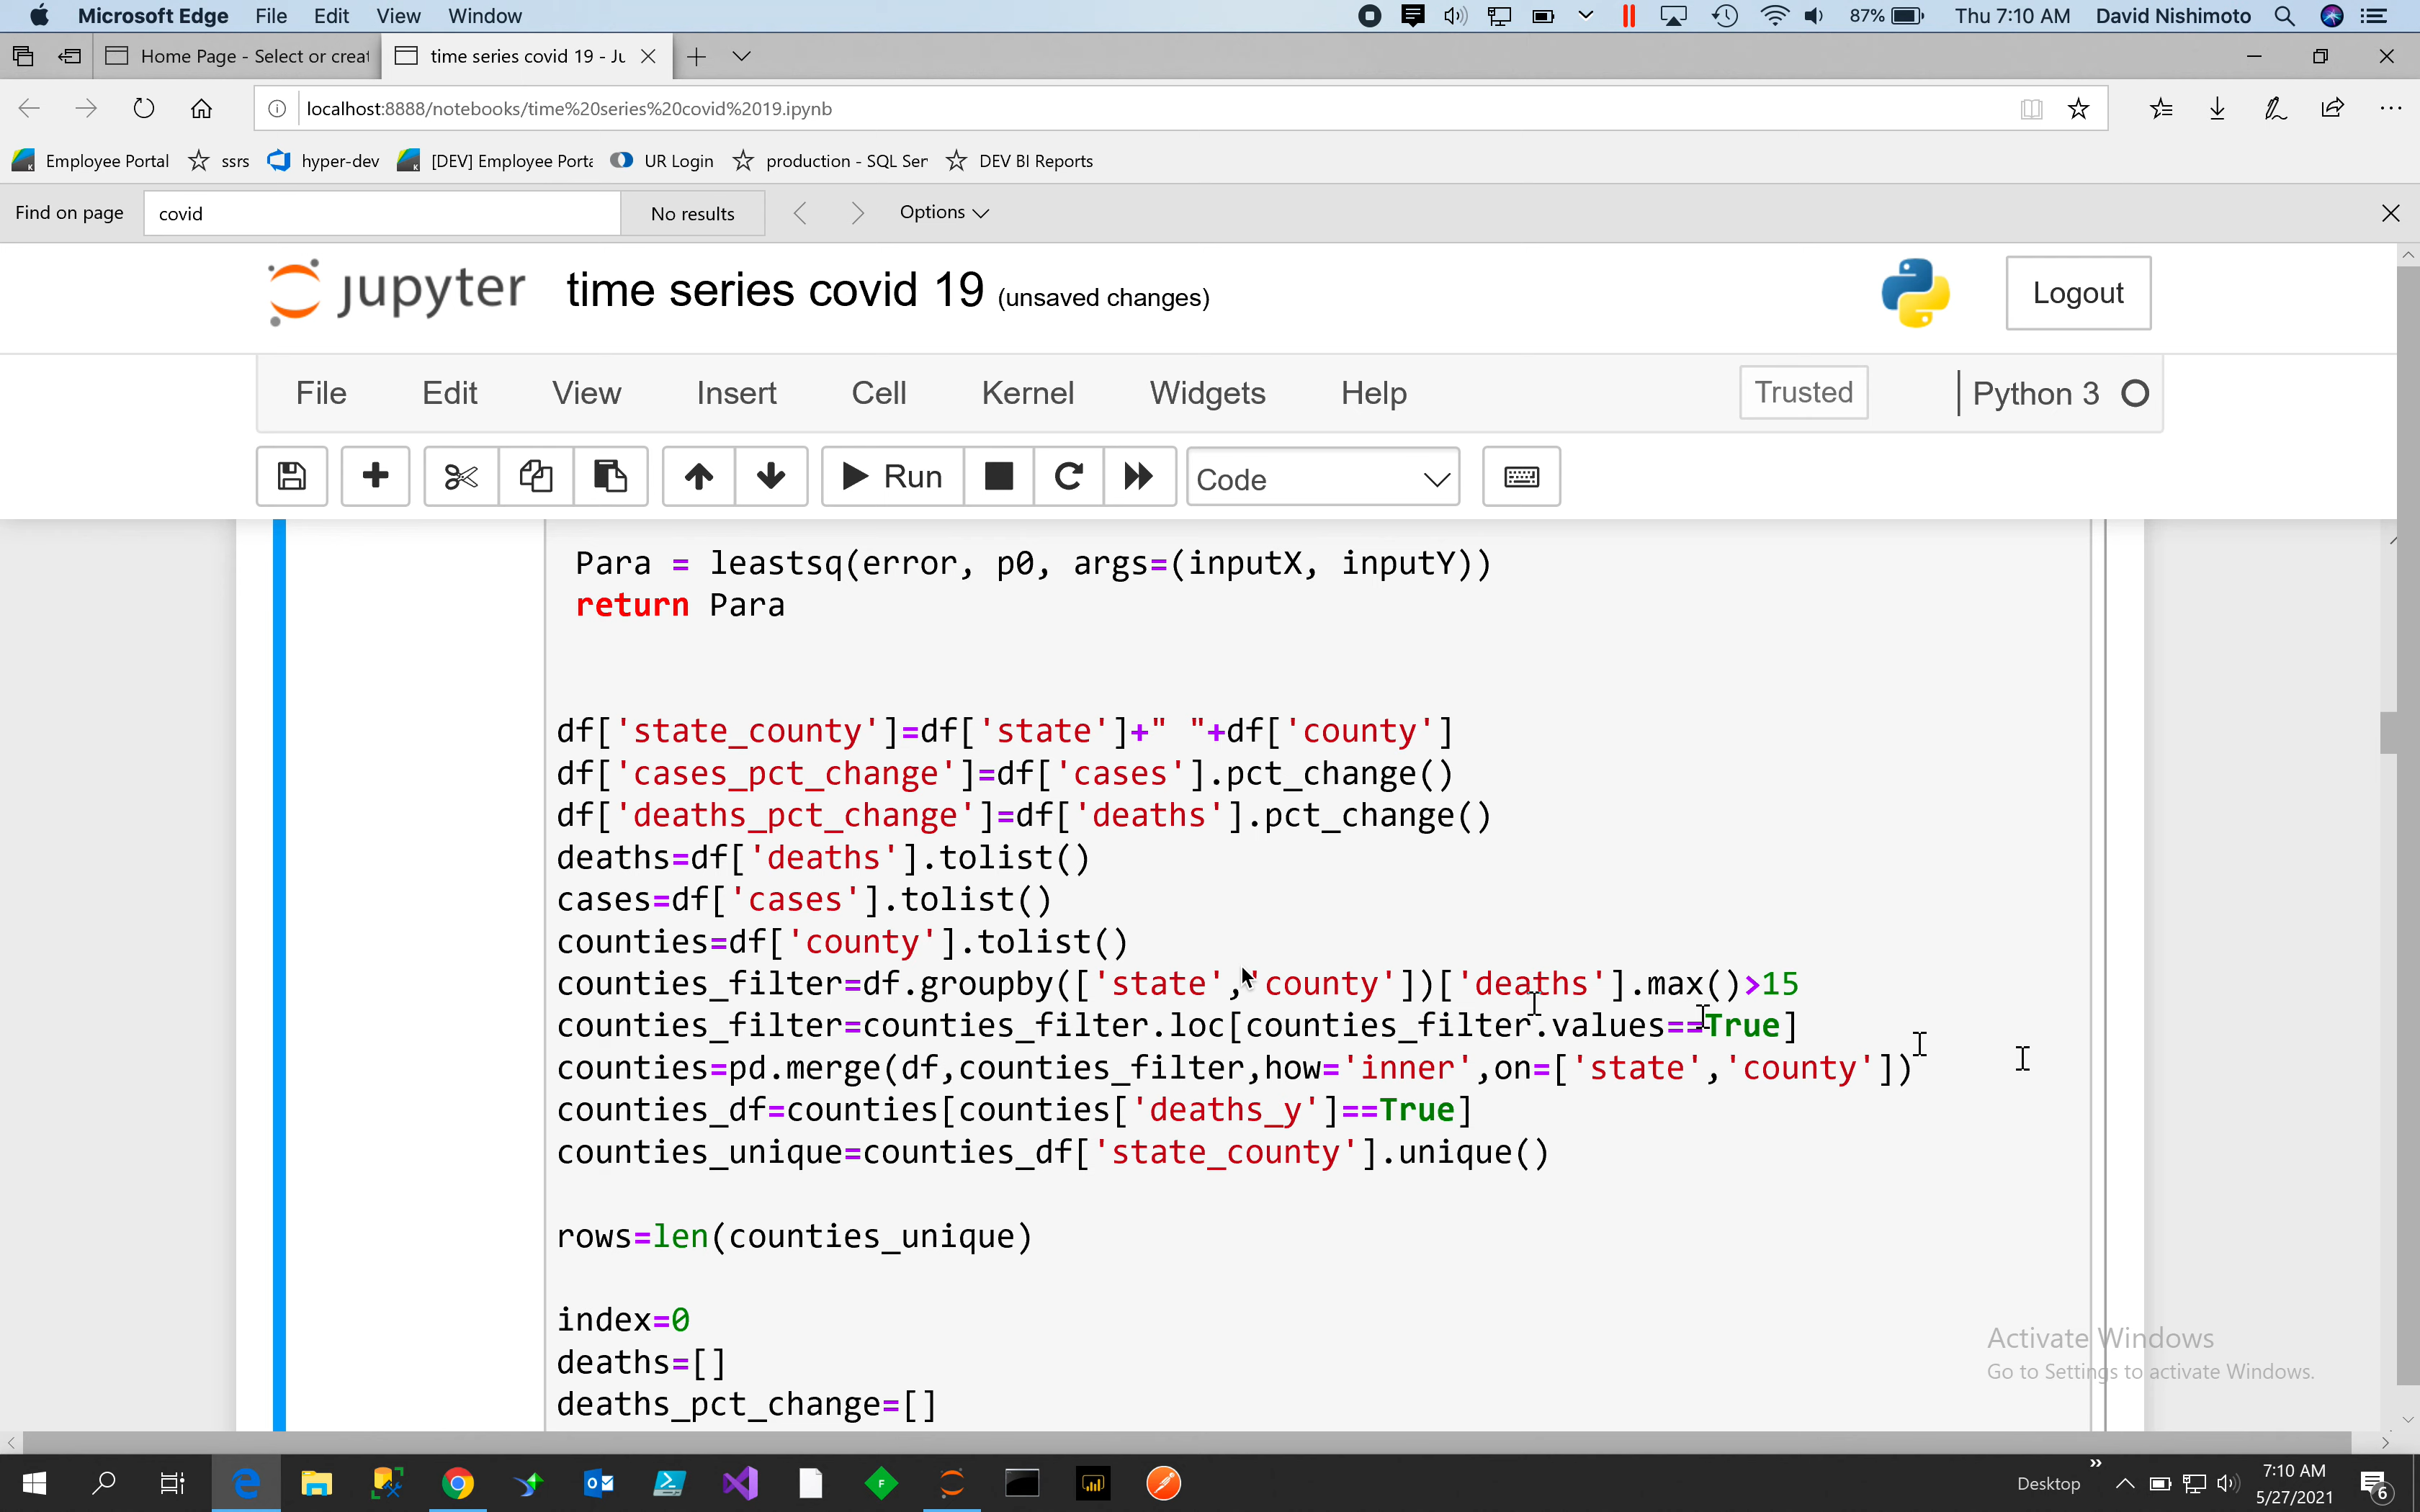 Microsoft Edge File Edit View Window 87% Thu 7:10 AM David Nishimoto
Home Page - Select or creat time series covid 19 - Ju
localhost:8888/notebooks/time%20series%20covid%2019.ipynb
Employee Portal ssrs hyper-dev [DEV] Employee Porta UR Login production - SQL Ser DEV BI Reports
Find on page covid No results Options
jupyter time series covid 19 (unsaved changes) Logout
File Edit View Insert Cell Kernel Widgets Help Trusted Python 3
Run Code
Para = leastsq(error, p0, args=(inputX, inputY))
return Para
df['state_county']=df['state']+" "+df['county']
df['cases_pct_change']=df['cases'].pct_change()
df['deaths_pct_change']=df['deaths'].pct_change()
deaths=df['deaths'].tolist()
cases=df['cases'].tolist()
counties=df['county'].tolist()
counties_filter=df.groupby(['state','county'])['deaths'].max()>15
counties_filter=counties_filter.loc[counties_filter.values==True]
counties=pd.merge(df,counties_filter,how='inner',on=['state','county'])
counties_df=counties[counties['deaths_y']==True]
counties_unique=counties_df['state_county'].unique()
rows=len(counties_unique)
index=0
deaths=[]
deaths_pct_change=[]
Activate Windows
Go to Settings to activate Windows.
Desktop
7:10 AM
5/27/2021
6